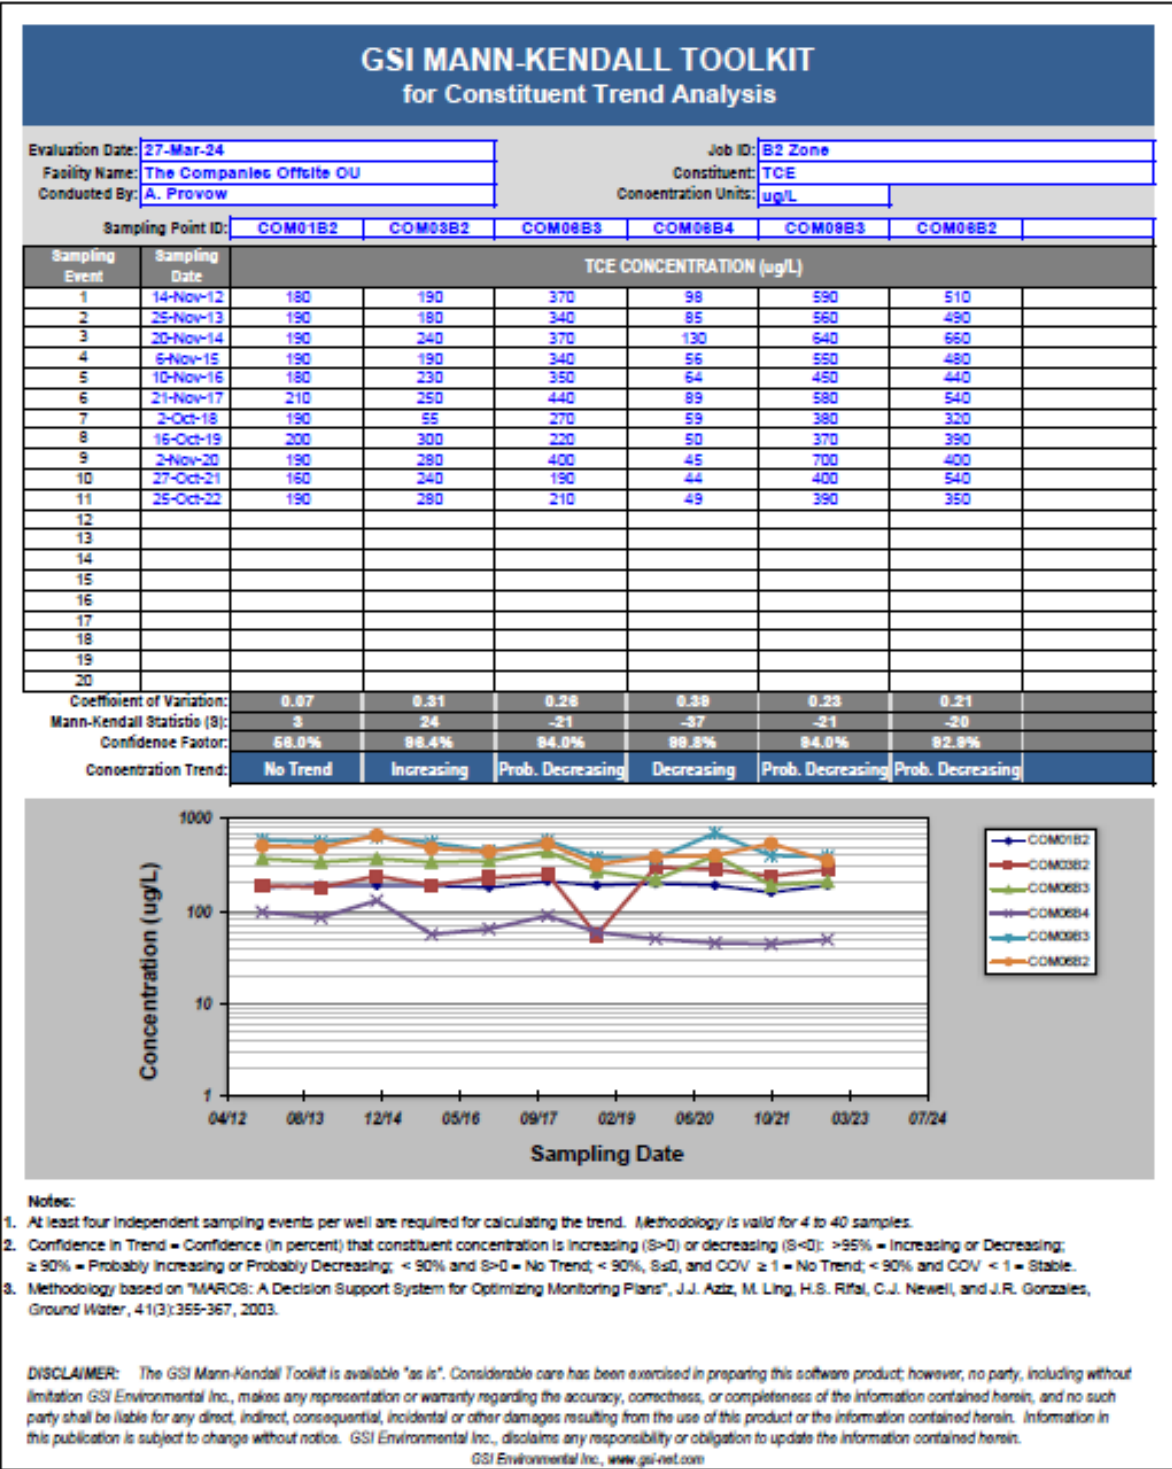 GSI MANN-KENDALL TOOLKIT
for Constituent Trend Analysis
Evaluation Date: 27-Mar-24 Job ID: B2 Zone
Facility Name: The Companies Offsite OU Constituent: TCE
Conducted By: A. Provow Concentration Units: ug/L
Sampling Point ID: COM01B2 COM03B2 COM06B3 COM06B4 COM09B3 COM06B2
Sampling Event Sampling Date TCE CONCENTRATION (ug/L)
1 14-Nov-12 180 190 370 98 590 510
2 25-Nov-13 190 180 340 85 560 490
3 20-Nov-14 190 240 370 130 640 660
4 6-Nov-15 190 190 340 56 550 480
5 10-Nov-16 180 230 350 64 450 440
6 21-Nov-17 210 250 440 89 580 540
7 2-Oct-18 190 55 270 59 380 320
8 16-Oct-19 200 300 220 50 370 390
9 2-Nov-20 190 280 400 45 700 400
10 27-Oct-21 160 240 190 44 400 540
11 25-Oct-22 190 280 210 49 390 350
12
13
14
15
16
17
18
19
20
Coefficient of Variation: 0.07 0.31 0.26 0.39 0.23 0.21
Mann-Kendall Statistic (S): 3 24 -21 -37 -21 -20
Confidence Factor: 56.0% 96.4% 94.0% 99.8% 94.0% 92.9%
Concentration Trend: No Trend Increasing Prob. Decreasing Decreasing Prob. Decreasing Prob. Decreasing
1000
100
10
1
Concentration (ug/L)
04/12 08/13 12/14 05/16 09/17 02/19 06/20 10/21 03/23 07/24
Sampling Date
COM01B2
COM03B2
COM06B3
COM06B4
COM09B3
COM06B2
Notes:
1. At least four independent sampling events per well are required for calculating the trend. Methodology is valid for 4 to 40 samples.
2. Confidence in Trend = Confidence (in percent) that constituent concentration is increasing (S>0) or decreasing (S<0): >95% = Increasing or Decreasing;
≥ 90% = Probably Increasing or Probably Decreasing; < 90% and S>0 = No Trend; < 90%, S≤0, and COV ≥ 1 = No Trend; < 90% and COV < 1 = Stable.
3. Methodology based on "MAROS: A Decision Support System for Optimizing Monitoring Plans", J.J. Aziz, M. Ling, H.S. Rifai, C.J. Newell, and J.R. Gonzales,
Ground Water, 41(3):355-367, 2003.
DISCLAIMER: The GSI Mann-Kendall Toolkit is available "as is". Considerable care has been exercised in preparing this software product; however, no party, including without
limitation GSI Environmental Inc., makes any representation or warranty regarding the accuracy, correctness, or completeness of the information contained herein, and no such
party shall be liable for any direct, indirect, consequential, incidental or other damages resulting from the use of this product or the information contained herein. Information in
this publication is subject to change without notice. GSI Environmental Inc., disclaims any responsibility or obligation to update the information contained herein.
GSI Environmental Inc., www.gsi-net.com